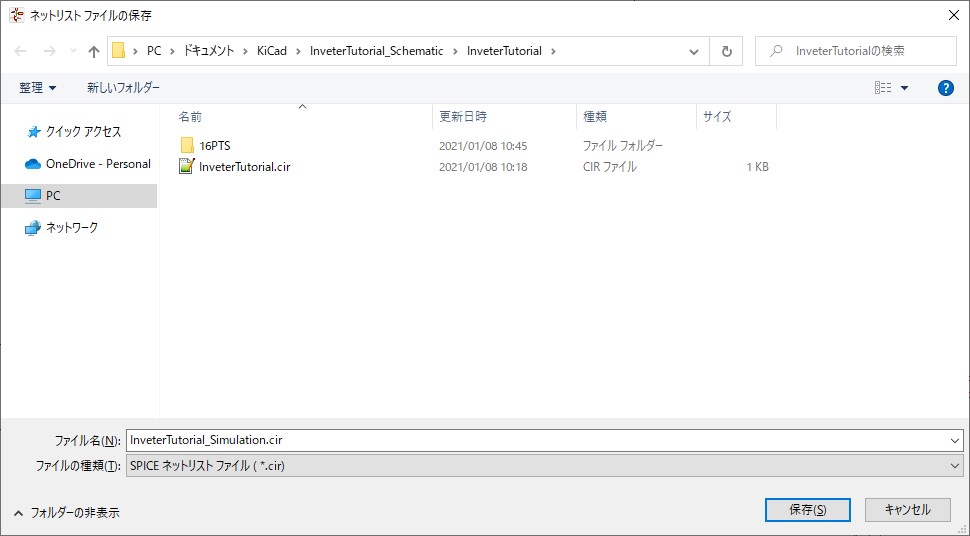 ネットリスト ファイルの保存
PC › ドキュメント › KiCad › InveterTutorial_Schematic › InveterTutorial ›
InveterTutorialの検索
整理 新しいフォルダー
名前 更新日時 種類 サイズ
クイック アクセス
OneDrive - Personal
PC
ネットワーク
16PTS 2021/01/08 10:45 ファイル フォルダー
InveterTutorial.cir 2021/01/08 10:18 CIR ファイル 1 KB
ファイル名(N): InveterTutorial_Simulation.cir
ファイルの種類(T): SPICE ネットリスト ファイル ( *.cir)
フォルダーの非表示
保存(S) キャンセル